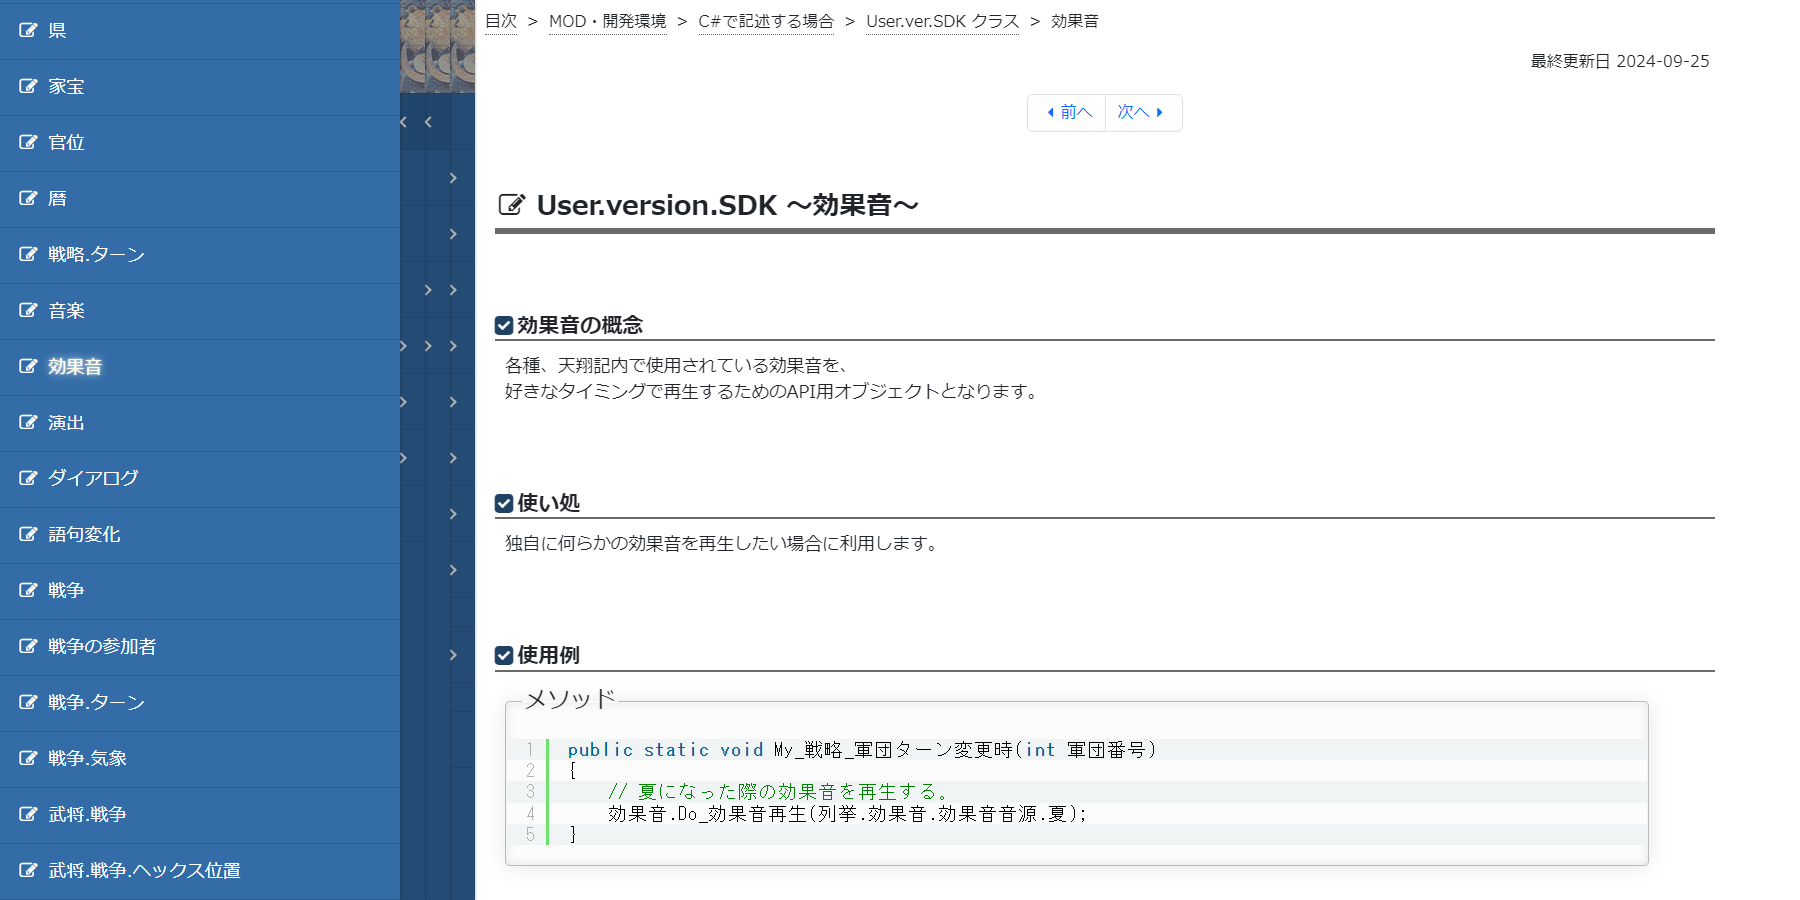 県
家宝
官位
暦
戦略.ターン
音楽
効果音
演出
ダイアログ
語句変化
戦争
戦争の参加者
戦争.ターン
戦争.気象
武将.戦争
武将.戦争.ヘックス位置
目次 > MOD・開発環境 > C#で記述する場合 > User.ver.SDK クラス > 効果音
最終更新日 2024-09-25
前へ 次へ
User.version.SDK ～効果音～
効果音の概念
各種、天翔記内で使用されている効果音を、
好きなタイミングで再生するためのAPI用オブジェクトとなります。
使い処
独自に何らかの効果音を再生したい場合に利用します。
使用例
メソッド
1 public static void My_戦略_軍団ターン変更時(int 軍団番号)
2 {
3 // 夏になった際の効果音を再生する。
4 効果音.Do_効果音再生(列挙.効果音.効果音音源.夏);
5 }